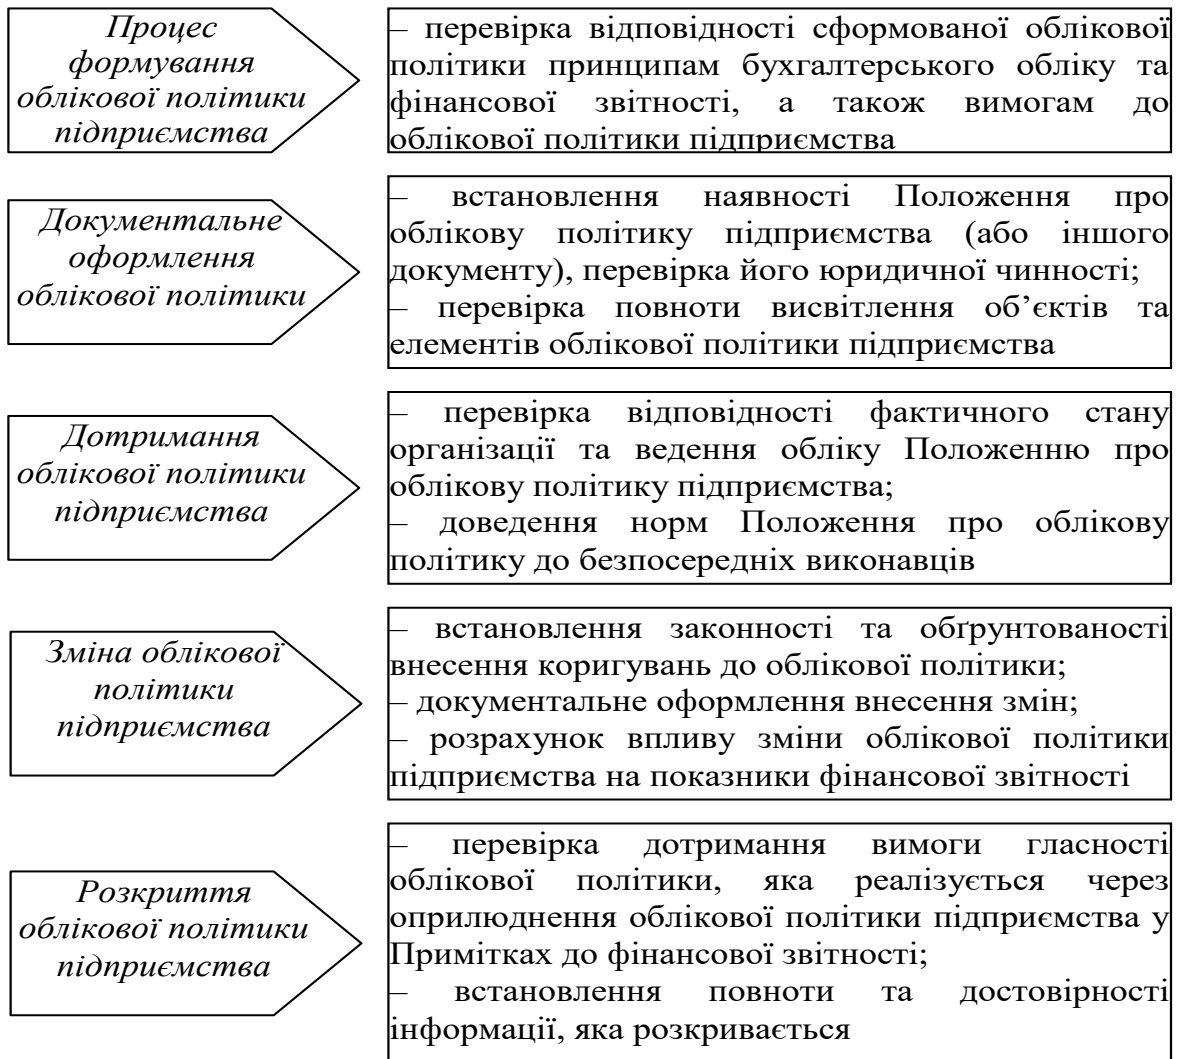 Процес
формування
облікової політики
підприємства
– перевірка відповідності сформованої облікової
політики принципам бухгалтерського обліку та
фінансової звітності, а також вимогам до
облікової політики підприємства
Документальне
оформлення
облікової політики
– встановлення наявності Положення про
облікову політику підприємства (або іншого
документу), перевірка його юридичної чинності;
– перевірка повноти висвітлення об’єктів та
елементів облікової політики підприємства
Дотримання
облікової політики
підприємства
– перевірка відповідності фактичного стану
організації та ведення обліку Положенню про
облікову політику підприємства;
– доведення норм Положення про облікову
політику до безпосередніх виконавців
Зміна облікової
політики
підприємства
– встановлення законності та обґрунтованості
внесення коригувань до облікової політики;
– документальне оформлення внесення змін;
– розрахунок впливу зміни облікової політики
підприємства на показники фінансової звітності
Розкриття
облікової політики
підприємства
– перевірка дотримання вимоги гласності
облікової політики, яка реалізується через
оприлюднення облікової політики підприємства у
Примітках до фінансової звітності;
– встановлення повноти та достовірності
інформації, яка розкривається